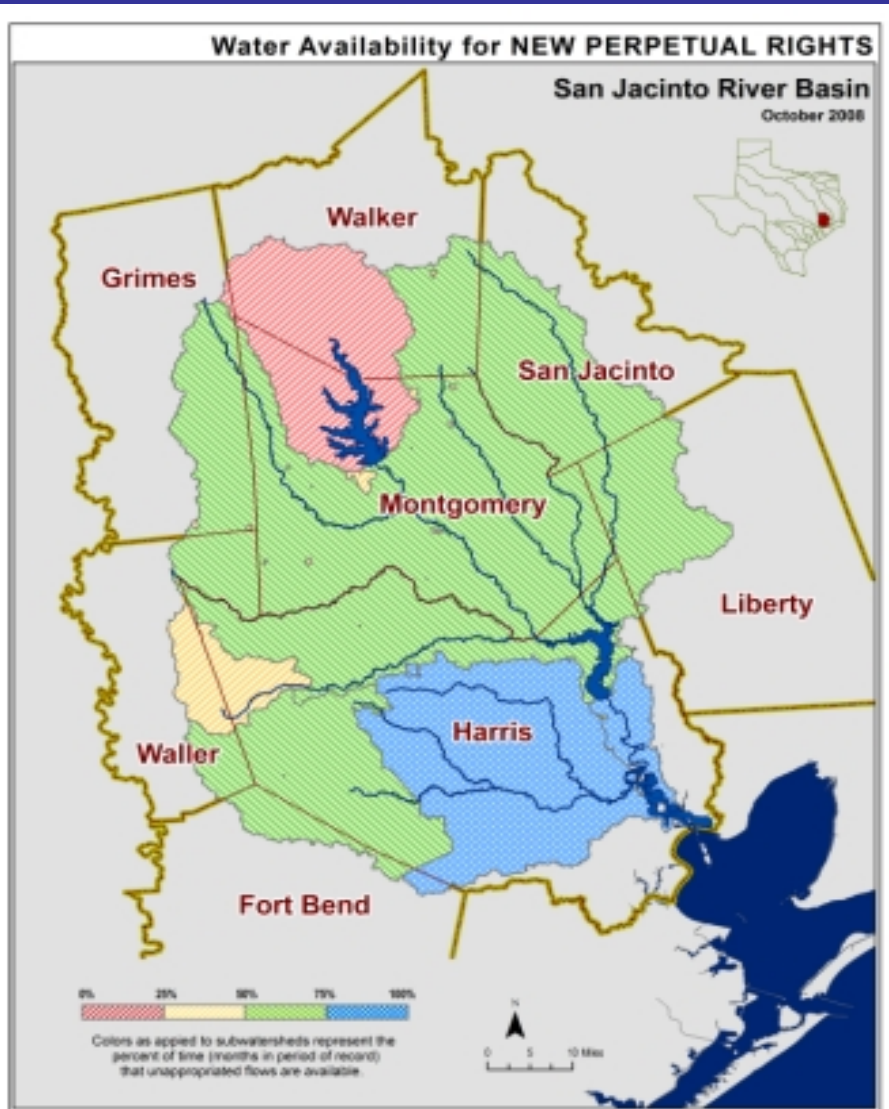 Water Availability for NEW PERPETUAL RIGHTS
San Jacinto River Basin
October 2008
Walker
Grimes
San Jacinto
Montgomery
Liberty
Harris
Waller
Fort Bend
0% 25% 50% 75% 100%
Colors as appied to subwatersheds represent the
percent of time (months in period of record)
that unappropriated flows are available.
N
0 5 10 Miles